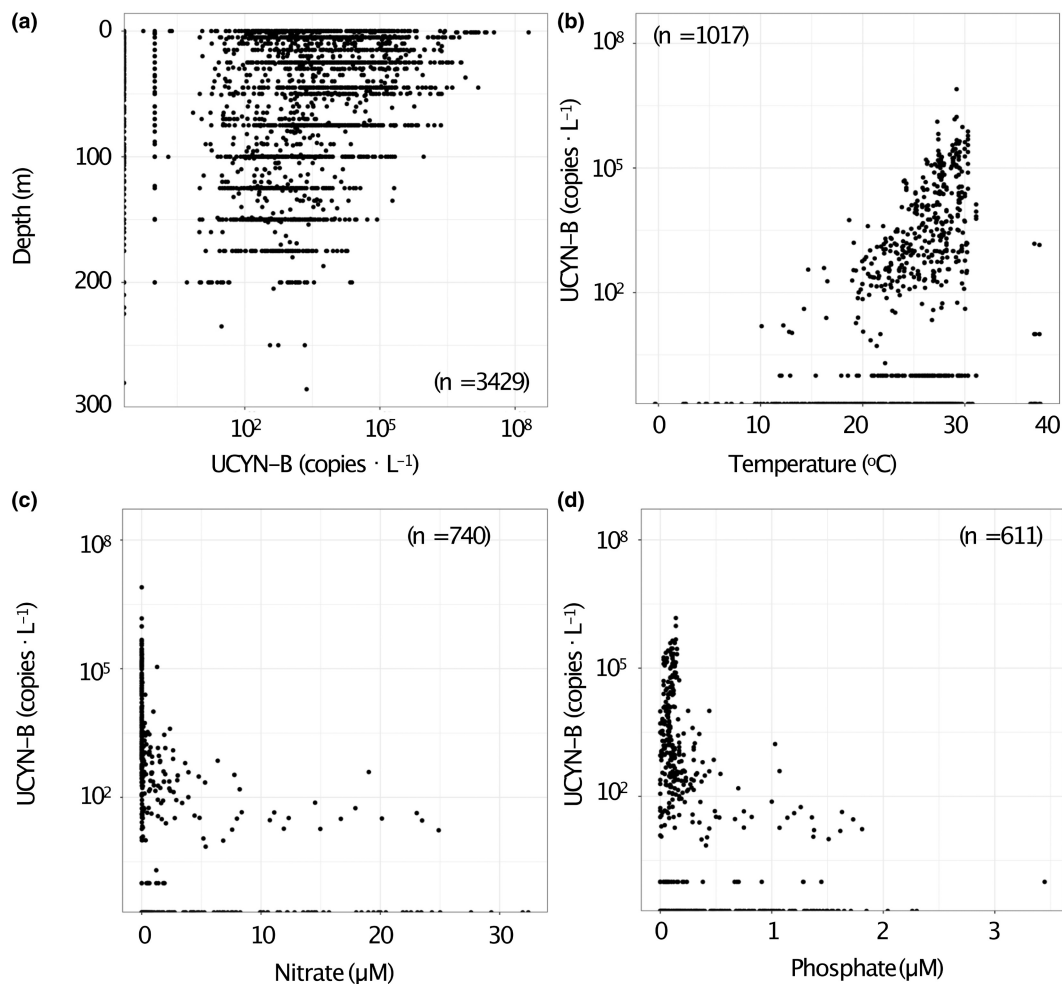 (a)
0
100
200
300
Depth (m)
(n =3429)
10² 10⁵ 10⁸
UCYN–B (copies · L⁻¹)
(b)
(n =1017)
10⁸
10⁵
10²
UCYN–B (copies · L⁻¹)
0 10 20 30 40
Temperature (ºC)
(c)
(n =740)
10⁸
10⁵
10²
UCYN–B (copies · L⁻¹)
0 10 20 30
Nitrate (µM)
(d)
(n =611)
10⁸
10⁵
10²
UCYN–B (copies · L⁻¹)
0 1 2 3
Phosphate (µM)